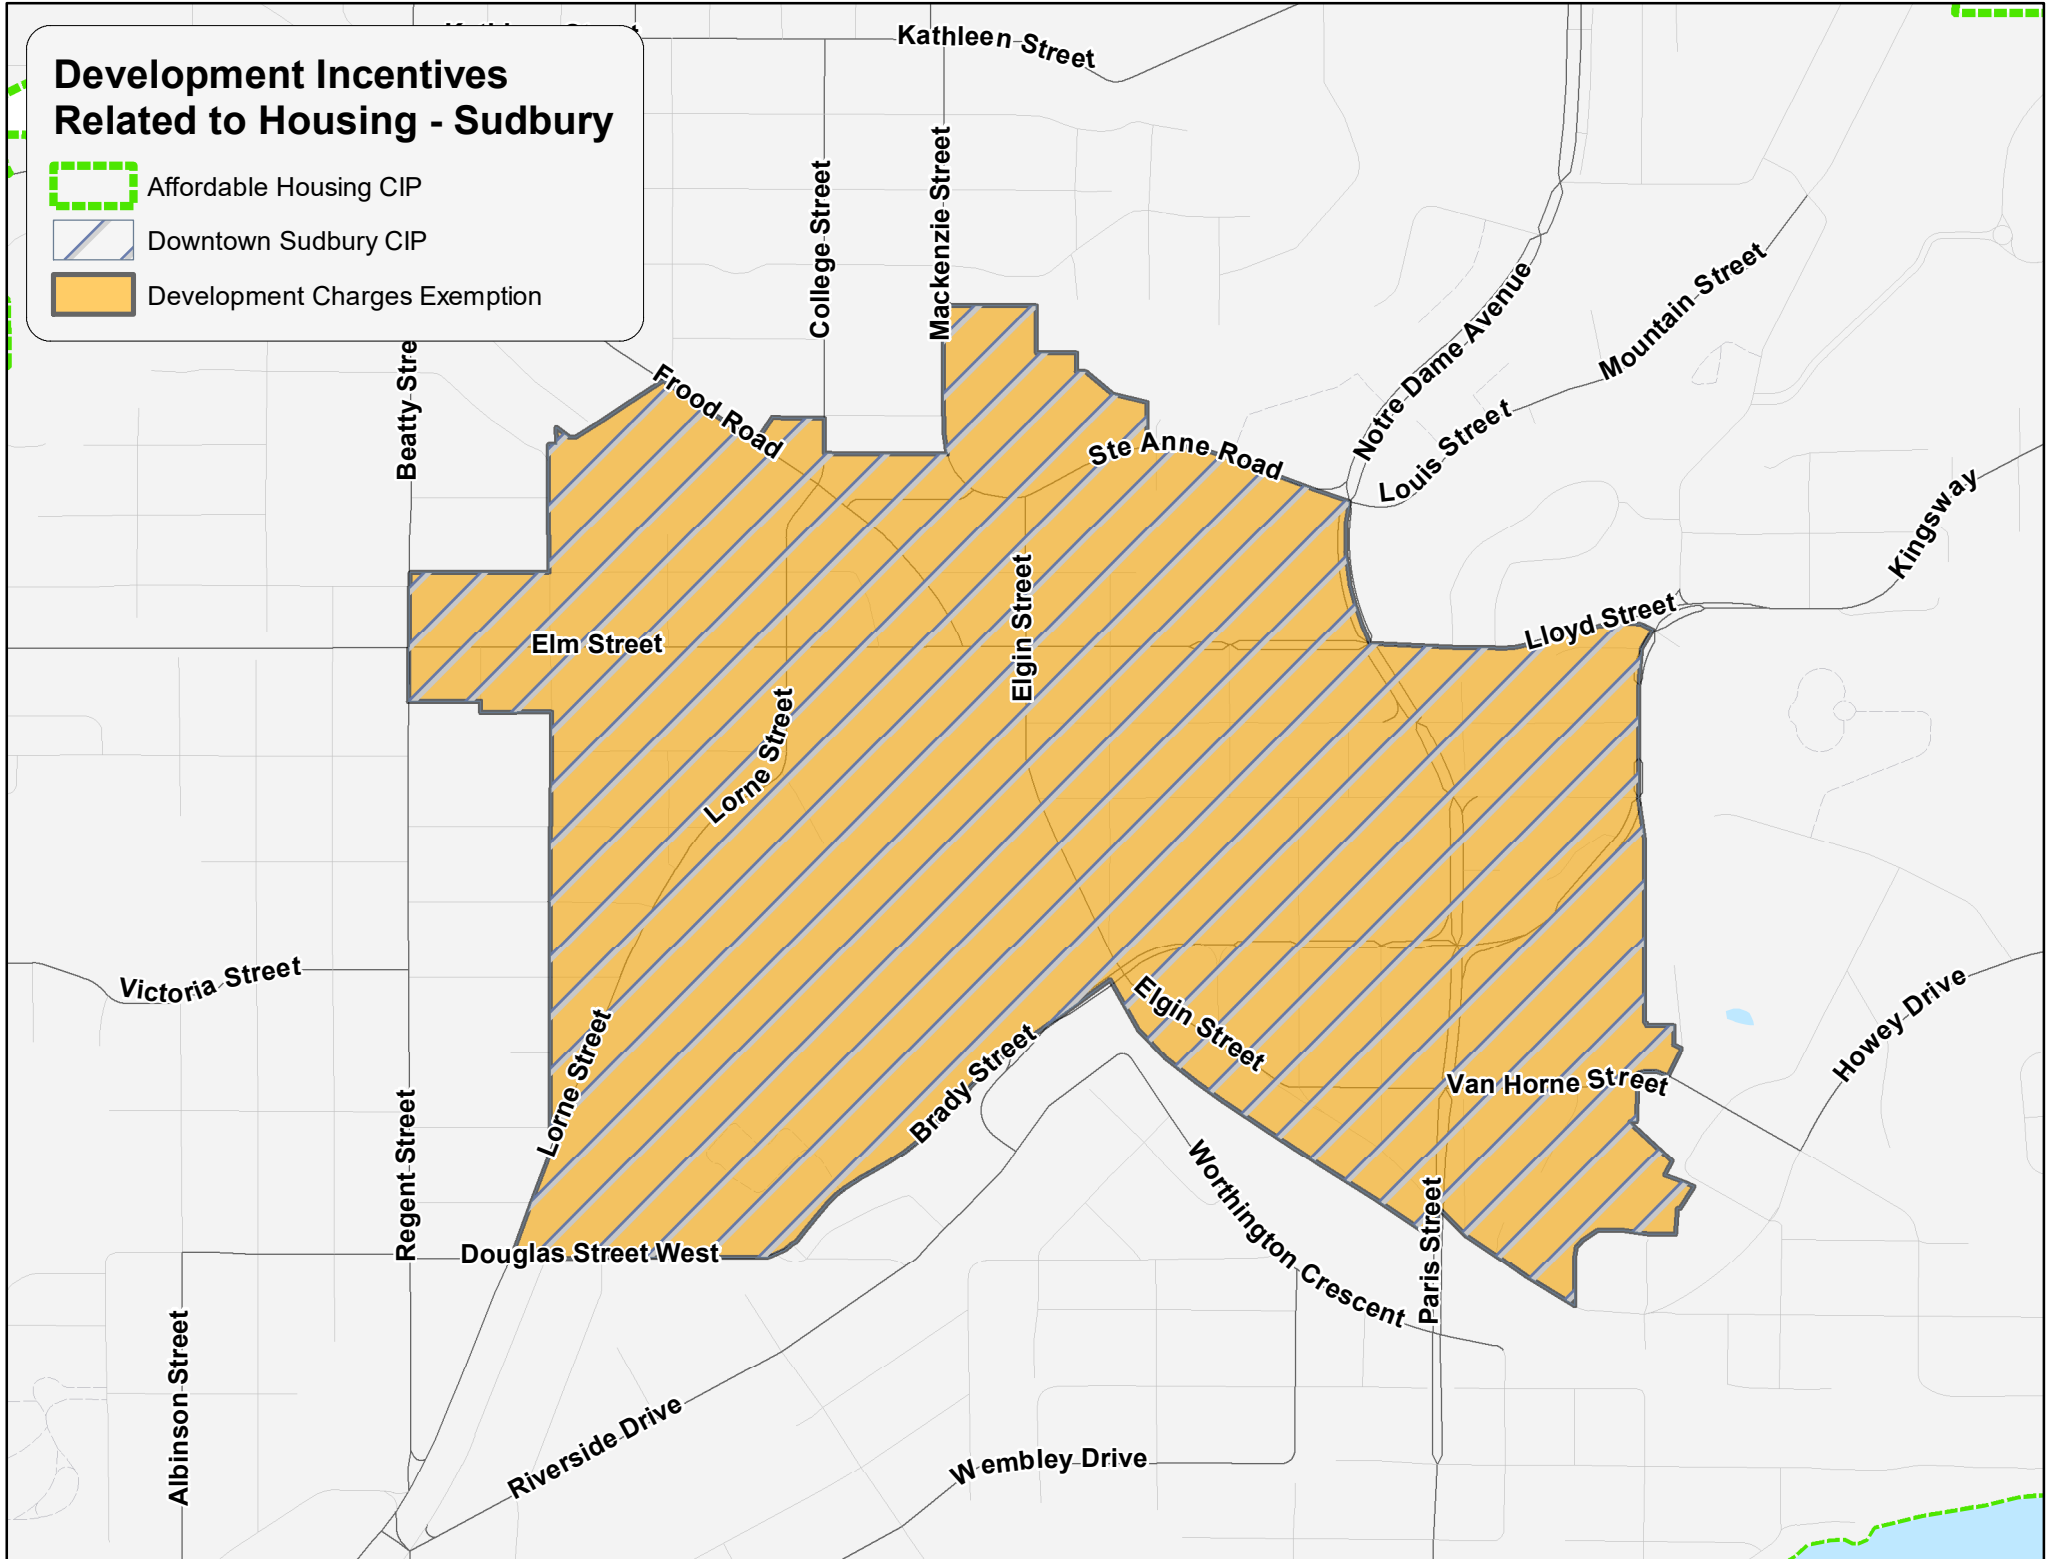 Kathleen Street
Development Incentives
Related to Housing - Sudbury
Affordable Housing CIP
Downtown Sudbury CIP
Development Charges Exemption
College Street
Mackenzie Street
Notre Dame Avenue
Mountain Street
Beatty Stre
Frood Road
Ste Anne Road
Louis Street
Kingsway
Elm Street
Elgin Street
Lloyd Street
Lorne Street
Victoria Street
Elgin Street
Howey Drive
Lorne Street
Brady Street
Van Horne Street
Regent Street
Worthington Crescent
Paris Street
Douglas Street West
Albinson Street
Riverside Drive
Wembley Drive